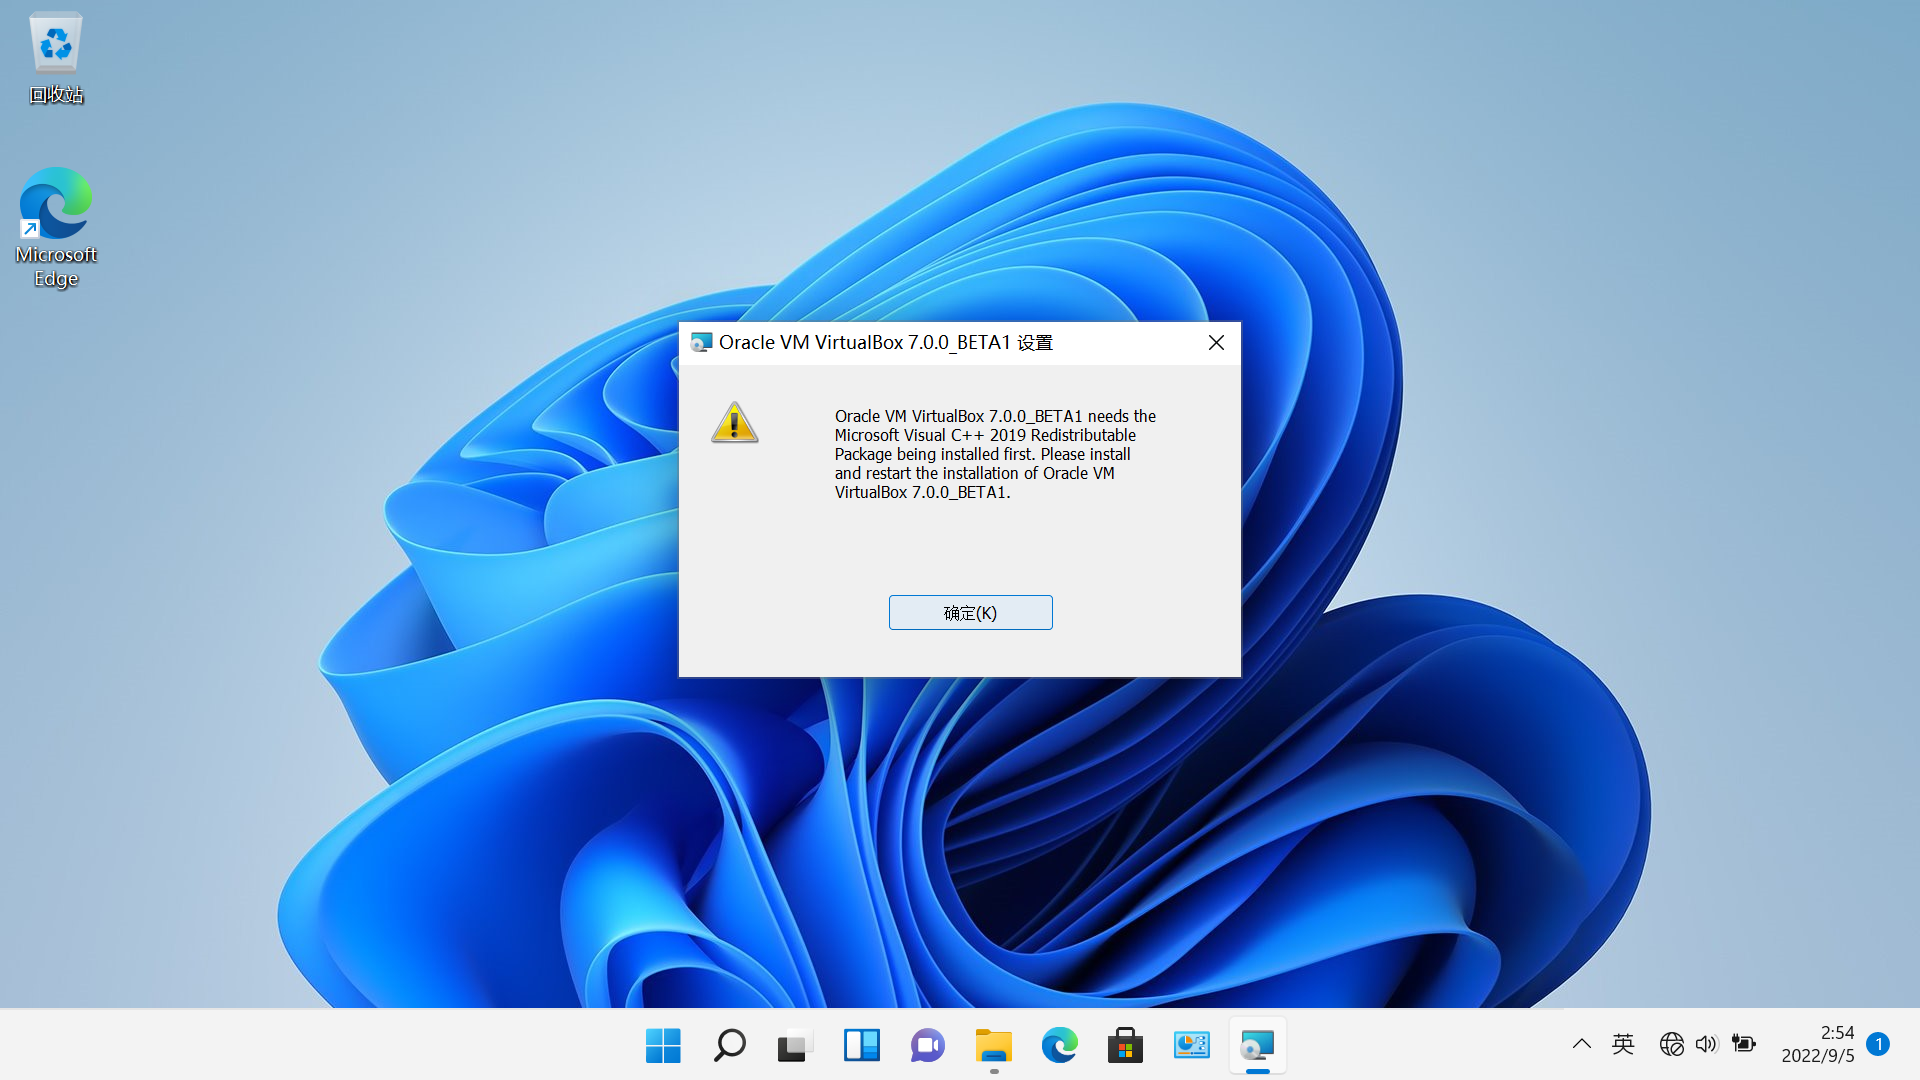 回收站
Microsoft
Edge
Oracle VM VirtualBox 7.0.0_BETA1 设置
Oracle VM VirtualBox 7.0.0_BETA1 needs the
Microsoft Visual C++ 2019 Redistributable
Package being installed first. Please install
and restart the installation of Oracle VM
VirtualBox 7.0.0_BETA1.
确定(K)
英
2:54
2022/9/5
1